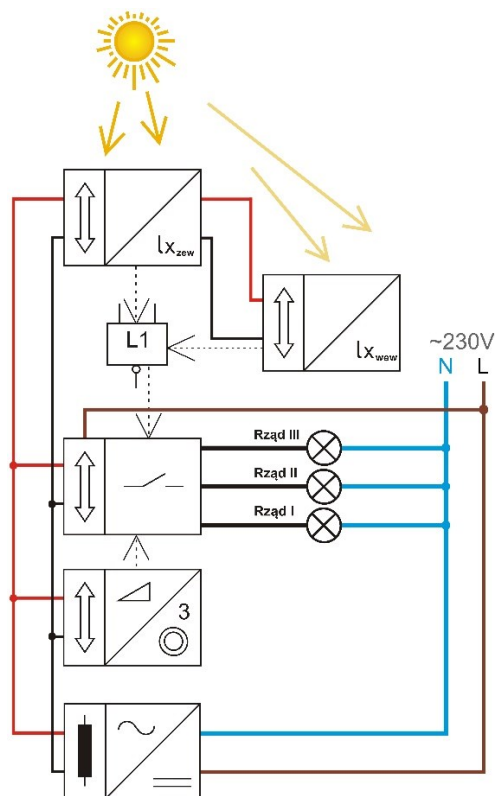 lx zew
L1
lx wew
~230V
N L
Rząd III
Rząd II
Rząd I
3